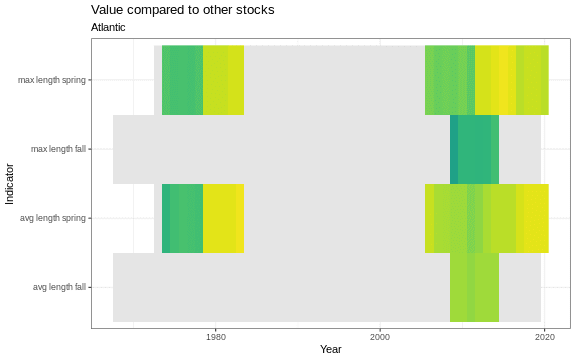 Value compared to other stocks
Atlantic
max length spring
max length fall
avg length spring
avg length fall
Indicator
1980
2000
2020
Year